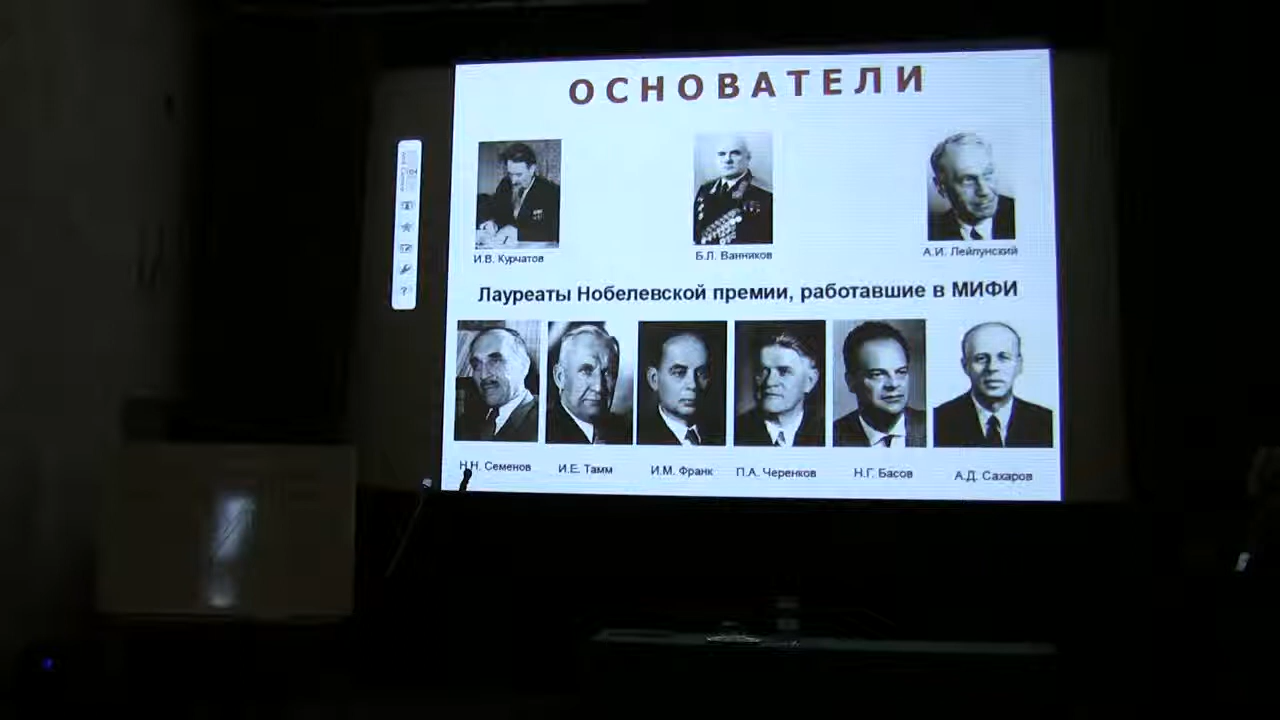 ОСНОВАТЕЛИ
И.В. Курчатов
Б.Л. Ванников
А.И. Лейпунский
Лауреаты Нобелевской премии, работавшие в МИФИ
Н.Н. Семенов
И.Е. Тамм
И.М. Франк
П.А. Черенков
Н.Г. Басов
А.Д. Сахаров